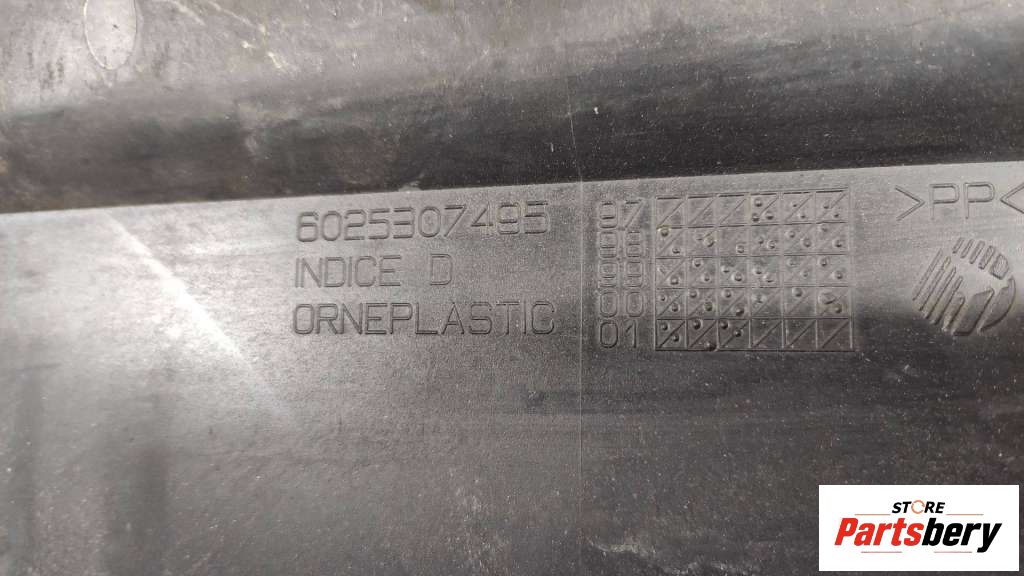 6025307495
INDICE D
ORNEPLASTIC
97
98
99
00
01
>PP<
STORE
Partsbery